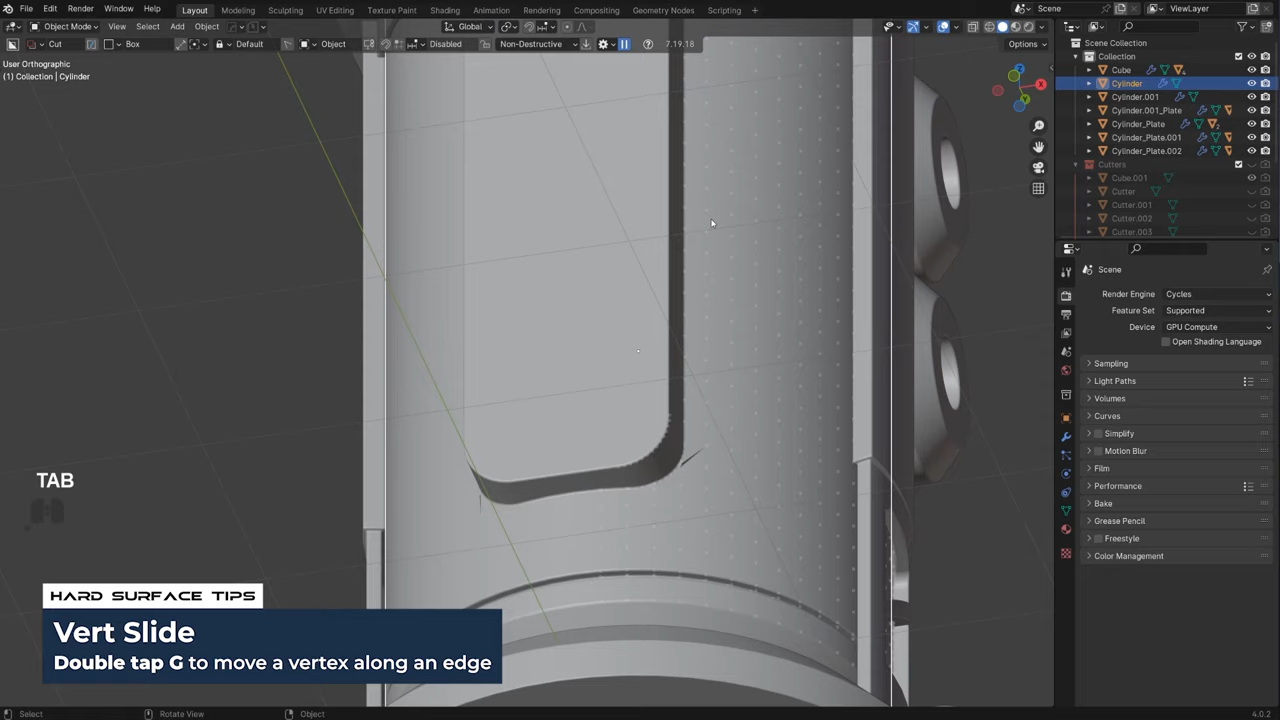 File Edit Render Window Help Layout Modeling Sculpting UV Editing Texture Paint Shading Animation Rendering Compositing Geometry Nodes Scripting + Scene ViewLayer
Object Mode View Select Add Object Global
Cut Box Default Object Disabled Non-Destructive 7.19.18 Options
User Orthographic
(1) Collection | Cylinder
X
Y
Z
Scene Collection
Collection
Cube
Cylinder
Cylinder.001
Cylinder.001_Plate
Cylinder_Plate
Cylinder_Plate.001
Cylinder_Plate.002
Cutters
Cube.001
Cutter
Cutter.001
Cutter.002
Cutter.003
Scene
Render Engine Cycles
Feature Set Supported
Device GPU Compute
Open Shading Language
Sampling
Light Paths
Volumes
Curves
Simplify
Motion Blur
Film
Performance
Bake
Grease Pencil
Freestyle
Color Management
TAB
HARD SURFACE TIPS
Vert Slide
Double tap G to move a vertex along an edge
Select Rotate View Object 4.0.2